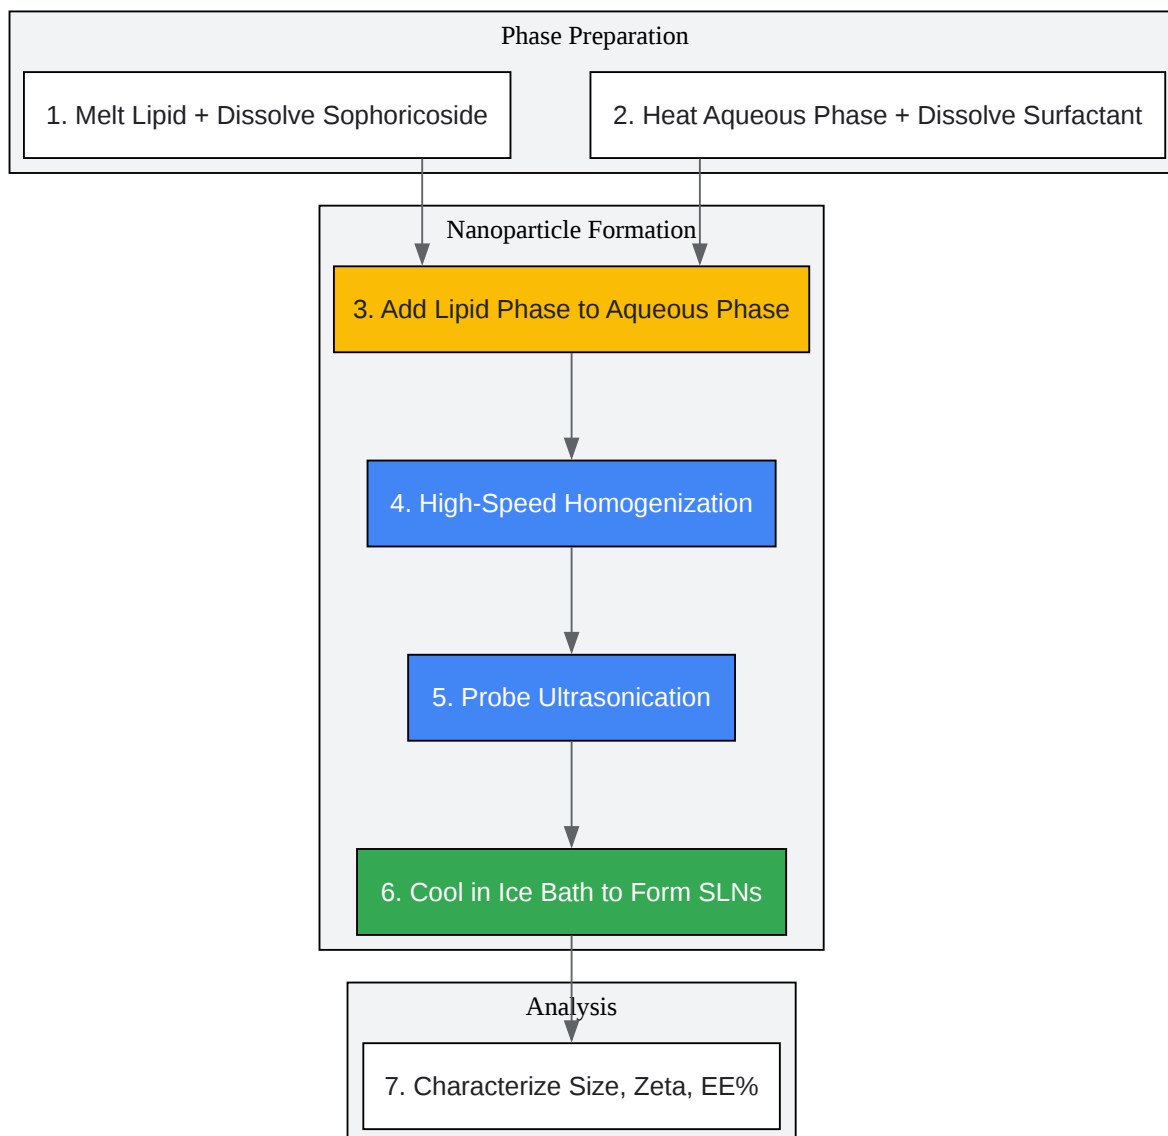 Phase Preparation
1. Melt Lipid + Dissolve Sophoricoside
2. Heat Aqueous Phase + Dissolve Surfactant
Nanoparticle Formation
3. Add Lipid Phase to Aqueous Phase
4. High-Speed Homogenization
5. Probe Ultrasonication
6. Cool in Ice Bath to Form SLNs
Analysis
7. Characterize Size, Zeta, EE%